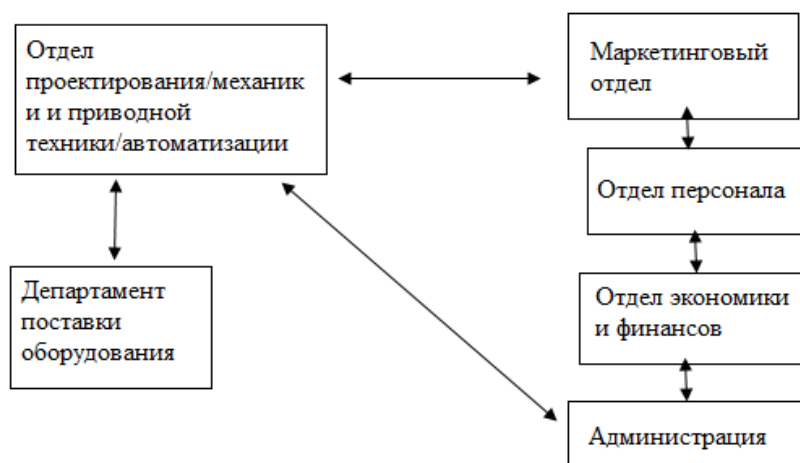 Отдел
проектирования/механик
и и приводной
техники/автоматизации
Маркетинговый
отдел
Отдел персонала
Департамент
поставки
оборудования
Отдел экономики
и финансов
Администрация